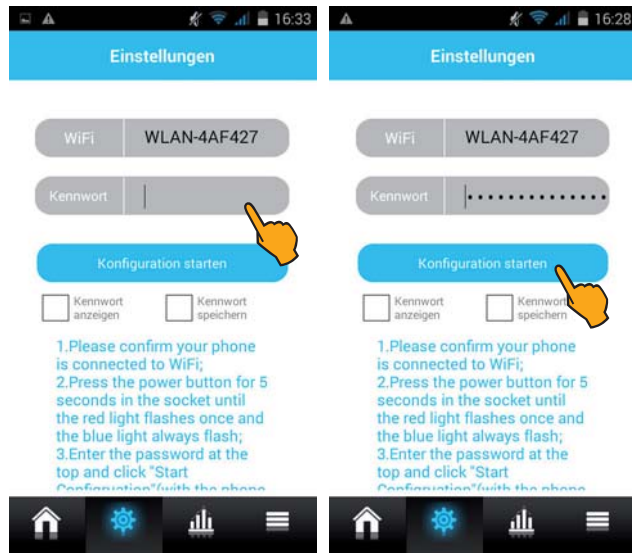 16:33
Einstellungen
WiFi WLAN-4AF427
Kennwort
Konfiguration starten
Kennwort anzeigen
Kennwort speichern
1.Please confirm your phone
is connected to WiFi;
2.Press the power button for 5
seconds in the socket until
the red light flashes once and
the blue light always flash;
3.Enter the password at the
top and click "Start
Configruation"(with the phone
16:28
Einstellungen
WiFi WLAN-4AF427
Kennwort ••••••••••••••
Konfiguration starten
Kennwort anzeigen
Kennwort speichern
1.Please confirm your phone
is connected to WiFi;
2.Press the power button for 5
seconds in the socket until
the red light flashes once and
the blue light always flash;
3.Enter the password at the
top and click "Start
Configruation"(with the phone